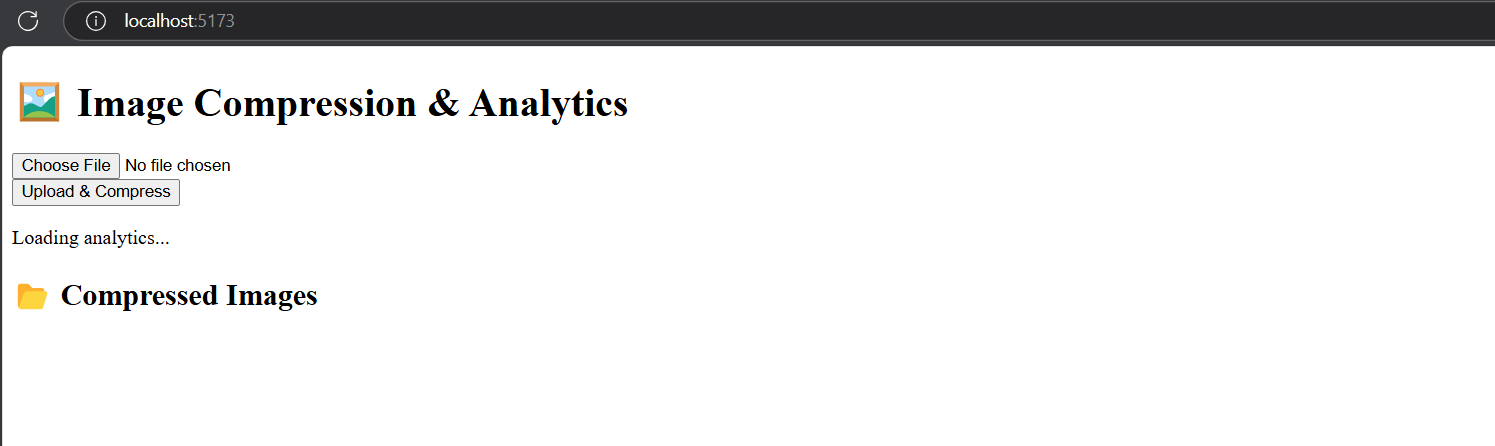 localhost:5173
🖼️ Image Compression & Analytics
Choose File No file chosen
Upload & Compress
Loading analytics...
📂 Compressed Images